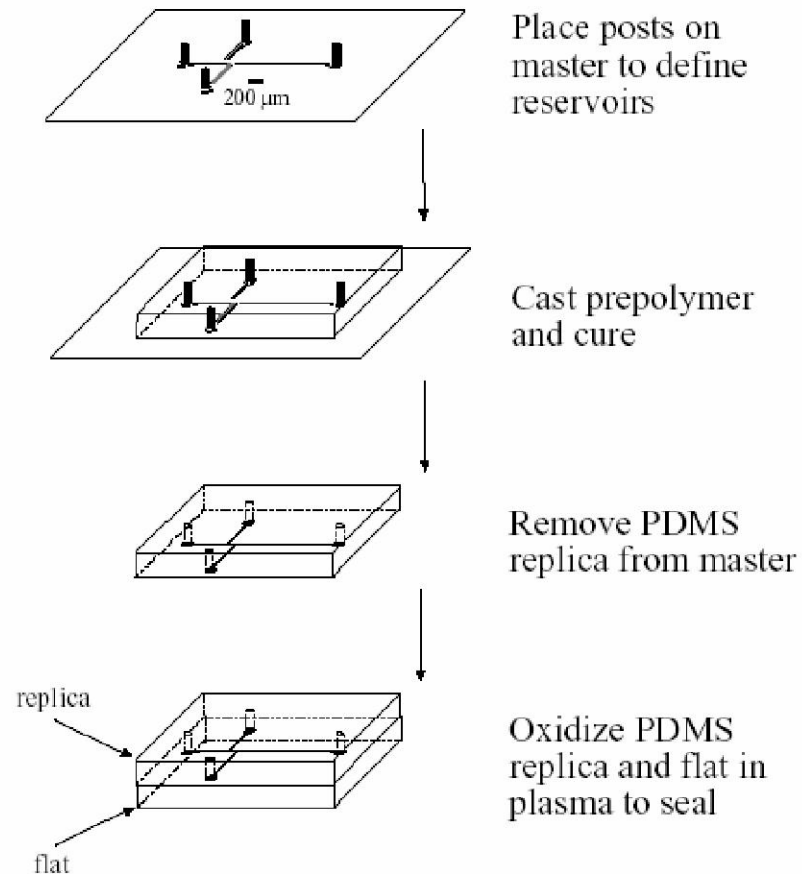 Place posts on
master to define
reservoirs
200 μm
Cast prepolymer
and cure
Remove PDMS
replica from master
replica
Oxidize PDMS
replica and flat in
plasma to seal
flat